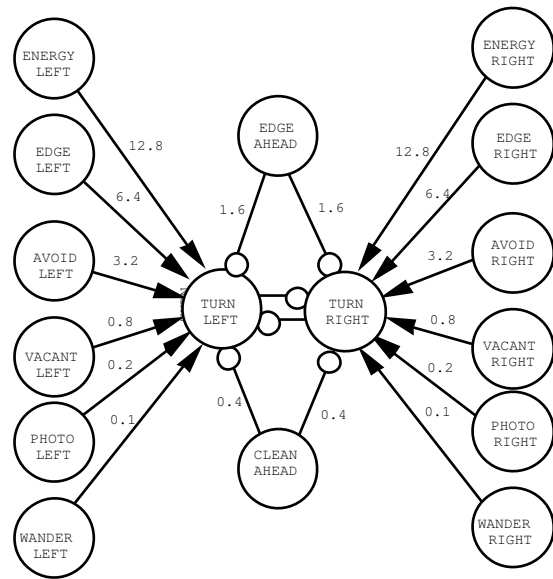 ENERGY
LEFT
ENERGY
RIGHT
12.8
12.8
EDGE
AHEAD
EDGE
LEFT
EDGE
RIGHT
6.4
6.4
1.6
1.6
AVOID
LEFT
AVOID
RIGHT
3.2
3.2
TURN
LEFT
TURN
RIGHT
0.8
0.8
VACANT
LEFT
VACANT
RIGHT
0.2
0.2
0.4
0.4
0.1
0.1
PHOTO
LEFT
PHOTO
RIGHT
CLEAN
AHEAD
WANDER
LEFT
WANDER
RIGHT